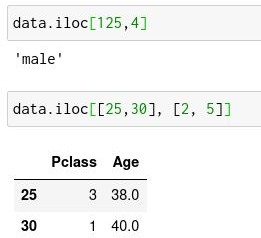 data.iloc[125,4]
'male'
data.iloc[[25,30], [2, 5]]
Pclass Age
25 3 38.0
30 1 40.0